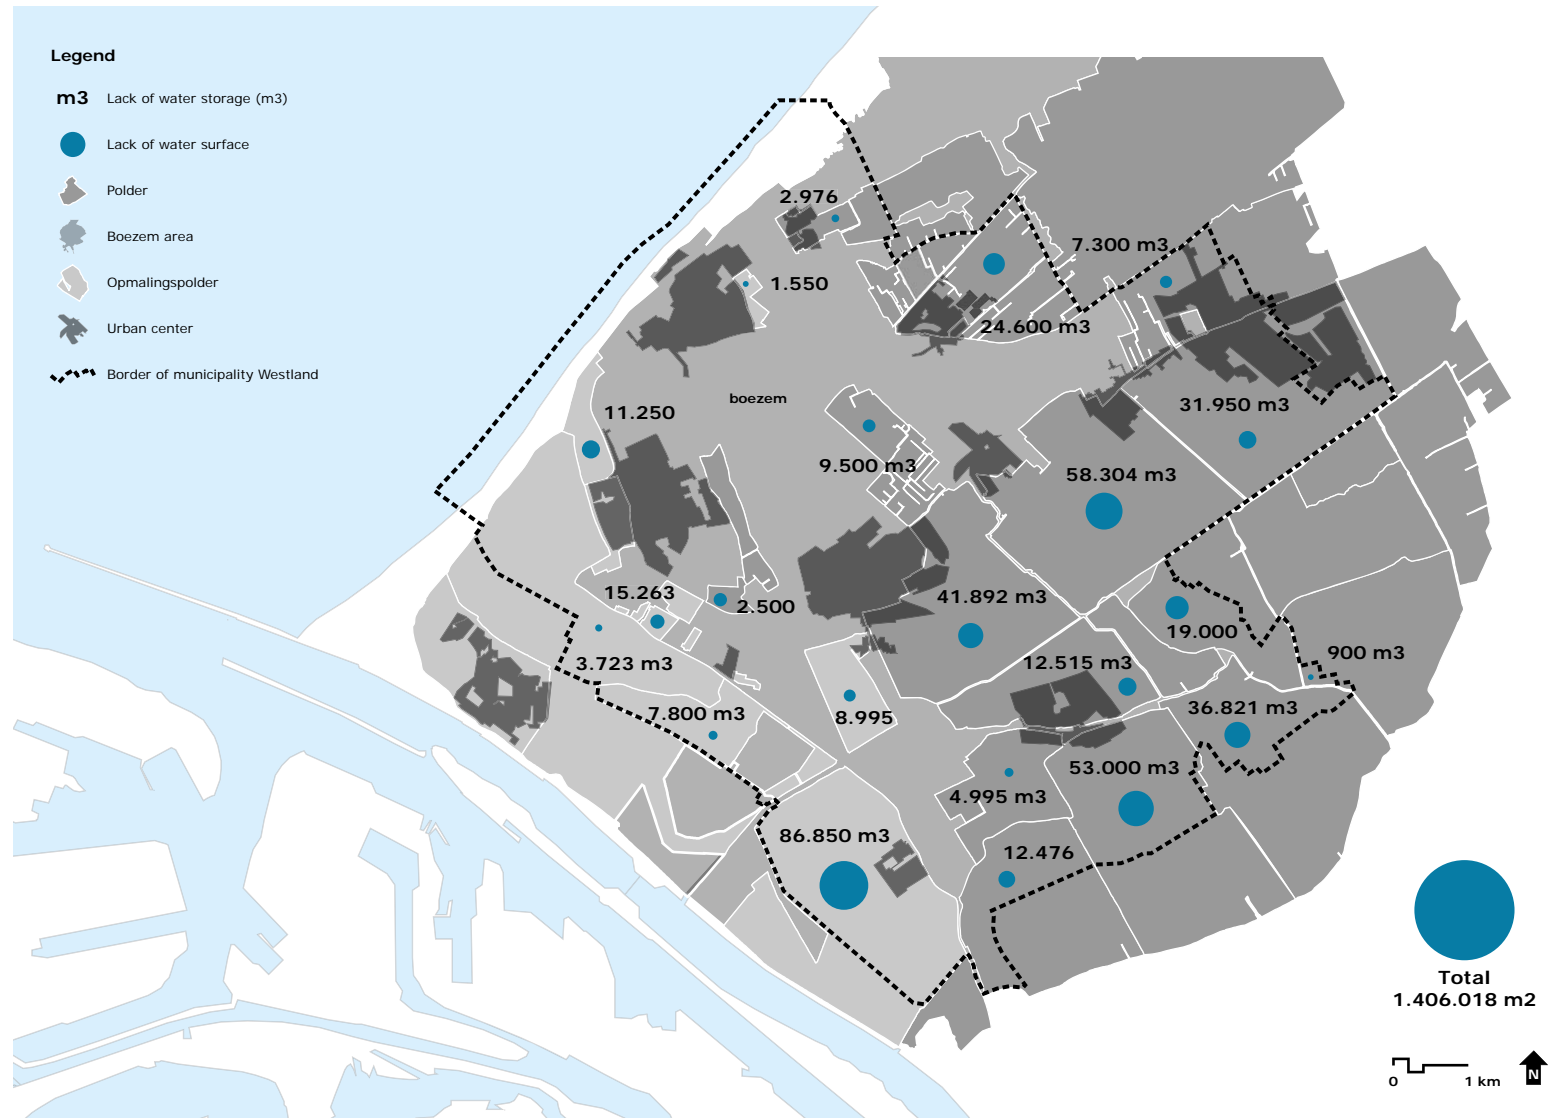 Legend
m3 Lack of water storage (m3)
Lack of water surface
Polder
Boezem area
Opmalingspolder
Urban center
Border of municipality Westland
2.976
7.300 m3
1.550
24.600 m3
boezem
11.250
31.950 m3
9.500 m3
58.304 m3
15.263
2.500
41.892 m3
19.000
3.723 m3
12.515 m3
900 m3
7.800 m3
8.995
36.821 m3
53.000 m3
4.995 m3
86.850 m3
12.476
Total
1.406.018 m2
0 1 km
N